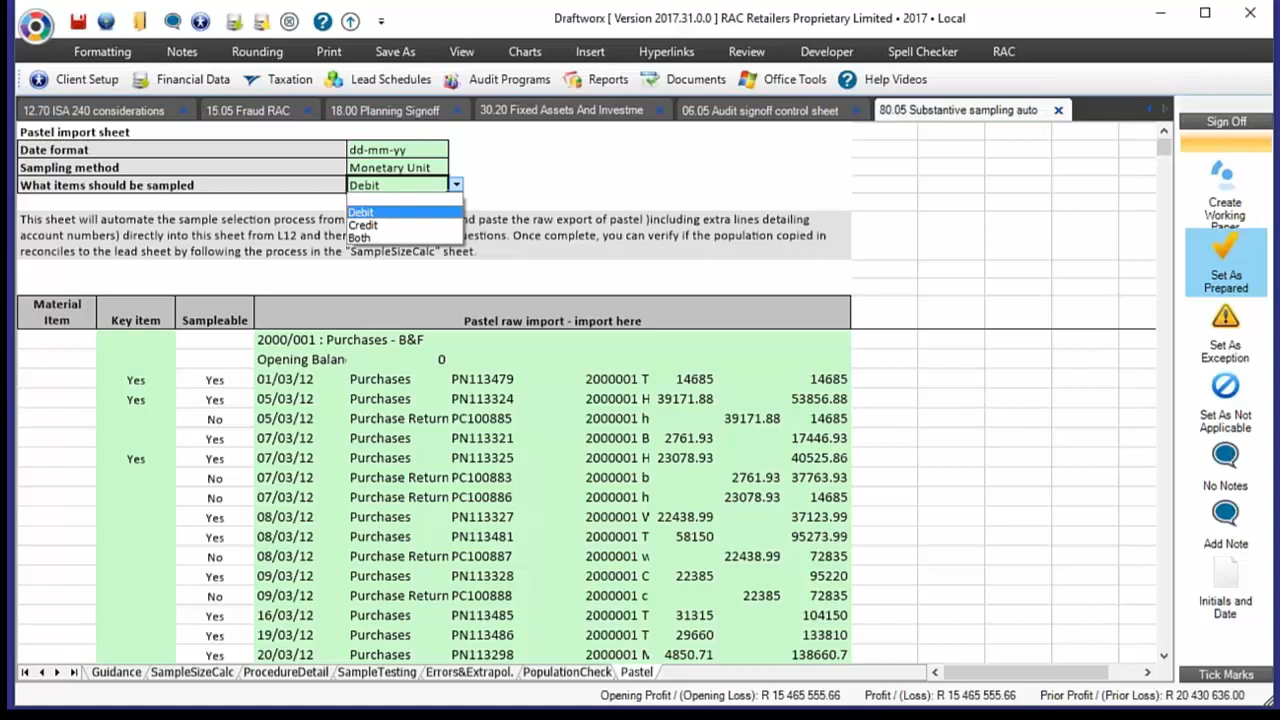 Draftworx [ Version 2017.31.0.0 ] RAC Retailers Proprietary Limited • 2017 • Local
Formatting Notes Rounding Print Save As View Charts Insert Hyperlinks Review Developer Spell Checker RAC
Client Setup Financial Data Taxation Lead Schedules Audit Programs Reports Documents Office Tools Help Videos
12.70 ISA 240 considerations 15.05 Fraud RAC 18.00 Planning Signoff 30.20 Fixed Assets And Investme 06.05 Audit signoff control sheet 80.05 Substantive sampling auto
Pastel import sheet
Date format dd-mm-yy
Sampling method Monetary Unit
What items should be sampled Debit
Debit
Credit
Both
This sheet will automate the sample selection process from and paste the raw export of pastel )including extra lines detailing
account numbers) directly into this sheet from L12 and then uestions. Once complete, you can verify if the population copied in
reconciles to the lead sheet by following the process in the "SampleSizeCalc" sheet.
Material Item Key item Sampleable Pastel raw import - import here
2000/001 : Purchases - B&F
Opening Balan 0
Yes Yes 01/03/12 Purchases PN113479 2000001 T 14685 14685
Yes Yes 05/03/12 Purchases PN113324 2000001 H 39171.88 53856.88
No 05/03/12 Purchase Return PC100885 2000001 h 39171.88 14685
Yes 07/03/12 Purchases PN113321 2000001 B 2761.93 17446.93
Yes Yes 07/03/12 Purchases PN113325 2000001 H 23078.93 40525.86
No 07/03/12 Purchase Return PC100883 2000001 b 2761.93 37763.93
No 07/03/12 Purchase Return PC100886 2000001 h 23078.93 14685
Yes 08/03/12 Purchases PN113327 2000001 W 22438.99 37123.99
Yes 08/03/12 Purchases PN113481 2000001 T 58150 95273.99
No 08/03/12 Purchase Return PC100887 2000001 w 22438.99 72835
Yes 09/03/12 Purchases PN113328 2000001 C 22385 95220
No 09/03/12 Purchase Return PC100888 2000001 c 22385 72835
Yes 16/03/12 Purchases PN113485 2000001 T 31315 104150
Yes 19/03/12 Purchases PN113486 2000001 T 29660 133810
Yes 20/03/12 Purchases PN113298 2000001 4850.71 138660.7
Guidance SampleSizeCalc ProcedureDetail SampleTesting Errors&Extrapol. PopulationCheck Pastel
Opening Profit / (Opening Loss): R 15 465 555.66 Profit / (Loss): R 15 465 555.66 Prior Profit / (Prior Loss): R 20 430 636.00
Sign Off
Create
Working
Paper
Set As
Prepared
Set As
Exception
Set As Not
Applicable
No Notes
Add Note
Initials and
Date
Tick Marks